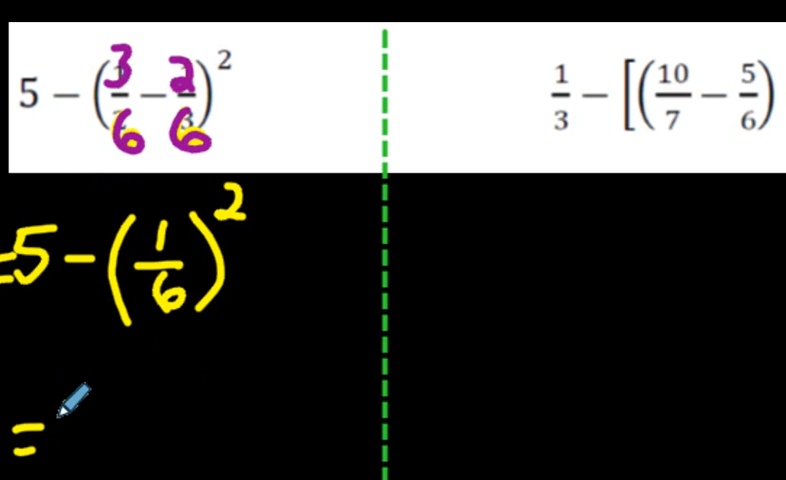 5 − (3/6 − 2/6)²
1/3 − [(10/7 − 5/6)
=5 − (1/6)²
=